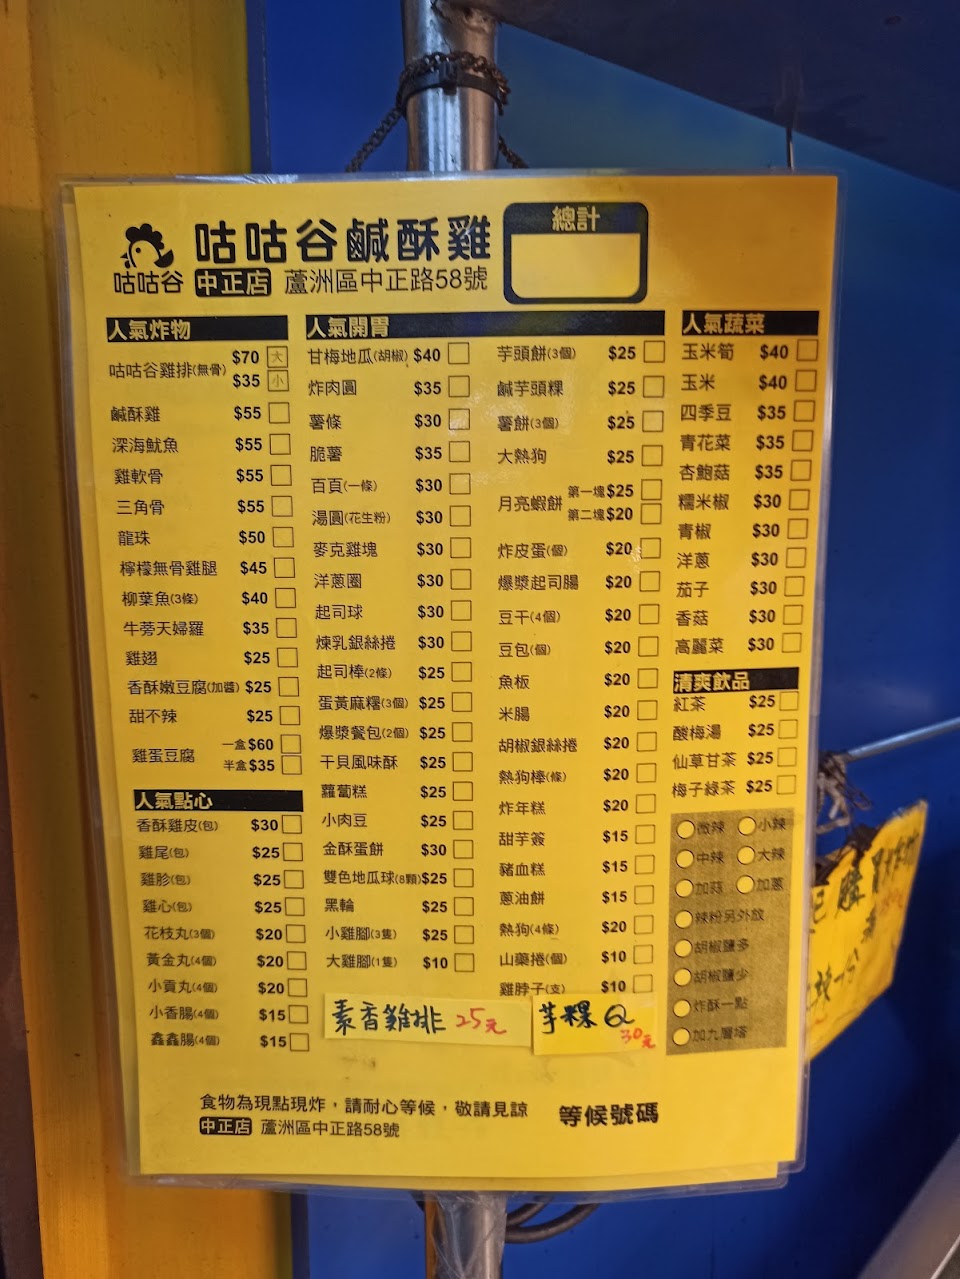 咕咕谷
咕咕谷鹹酥雞
中正店 蘆洲區中正路58號
總計
人氣炸物
咕咕谷雞排(無骨) $70 大
$35 小
鹹酥雞 $55
深海魷魚 $55
雞軟骨 $55
三角骨 $55
龍珠 $50
檸檬無骨雞腿 $45
柳葉魚(3條) $40
牛蒡天婦羅 $35
雞翅 $25
香酥嫩豆腐(加醬) $25
甜不辣 $25
雞蛋豆腐 一盒$60
半盒$35
人氣點心
香酥雞皮(包) $30
雞尾(包) $25
雞胗(包) $25
雞心(包) $25
花枝丸(3個) $20
黃金丸(4個) $20
小貢丸(4個) $20
小香腸(4個) $15
鑫鑫腸(4個) $15
人氣開胃
甘梅地瓜(胡椒) $40
炸肉圓 $35
薯條 $30
脆薯 $35
百頁(一條) $30
湯圓(花生粉) $30
麥克雞塊 $30
洋蔥圈 $30
起司球 $30
煉乳銀絲捲 $30
起司棒(2條) $25
蛋黃麻糬(3個) $25
爆漿餐包(2個) $25
干貝風味酥 $25
蘿蔔糕 $25
小肉豆 $25
金酥蛋餅 $30
雙色地瓜球(8顆) $25
黑輪 $25
小雞腳(3隻) $25
大雞腳(1隻) $10
素香雞排 25元
芋頭餅(3個) $25
鹹芋頭粿 $25
薯餅(3個) $25
大熱狗 $25
月亮蝦餅 第一塊$25
第二塊$20
炸皮蛋(個) $20
爆漿起司腸 $20
豆干(4個) $20
豆包(個) $20
魚板 $20
米腸 $20
胡椒銀絲捲 $20
熱狗棒(條) $20
炸年糕 $20
甜芋簽 $15
豬血糕 $15
蔥油餅 $15
熱狗(4條) $20
山藥捲(個) $10
雞脖子(支) $10
芋粿Q 30元
人氣蔬菜
玉米筍 $40
玉米 $40
四季豆 $35
青花菜 $35
杏鮑菇 $35
糯米椒 $30
青椒 $30
洋蔥 $30
茄子 $30
香菇 $30
高麗菜 $30
清爽飲品
紅茶 $25
酸梅湯 $25
仙草甘茶 $25
梅子綠茶 $25
微辣 小辣
中辣 大辣
加蒜 加蔥
辣粉另外放
胡椒鹽多
胡椒鹽少
炸酥一點
加九層塔
食物為現點現炸，請耐心等候，敬請見諒
中正店 蘆洲區中正路58號
等候號碼